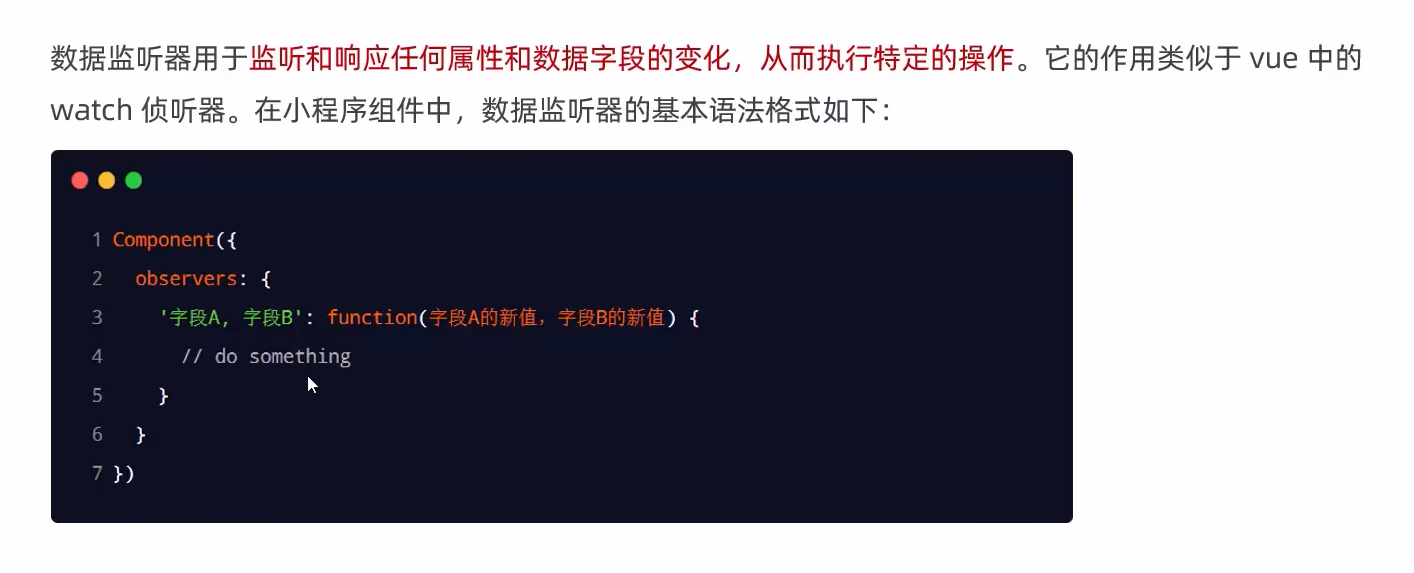 数据监听器用于监听和响应任何属性和数据字段的变化，从而执行特定的操作。它的作用类似于 vue 中的
watch 侦听器。在小程序组件中，数据监听器的基本语法格式如下：
1 Component({
2   observers: {
3     '字段A, 字段B': function(字段A的新值, 字段B的新值) {
4       // do something
5     }
6   }
7 })